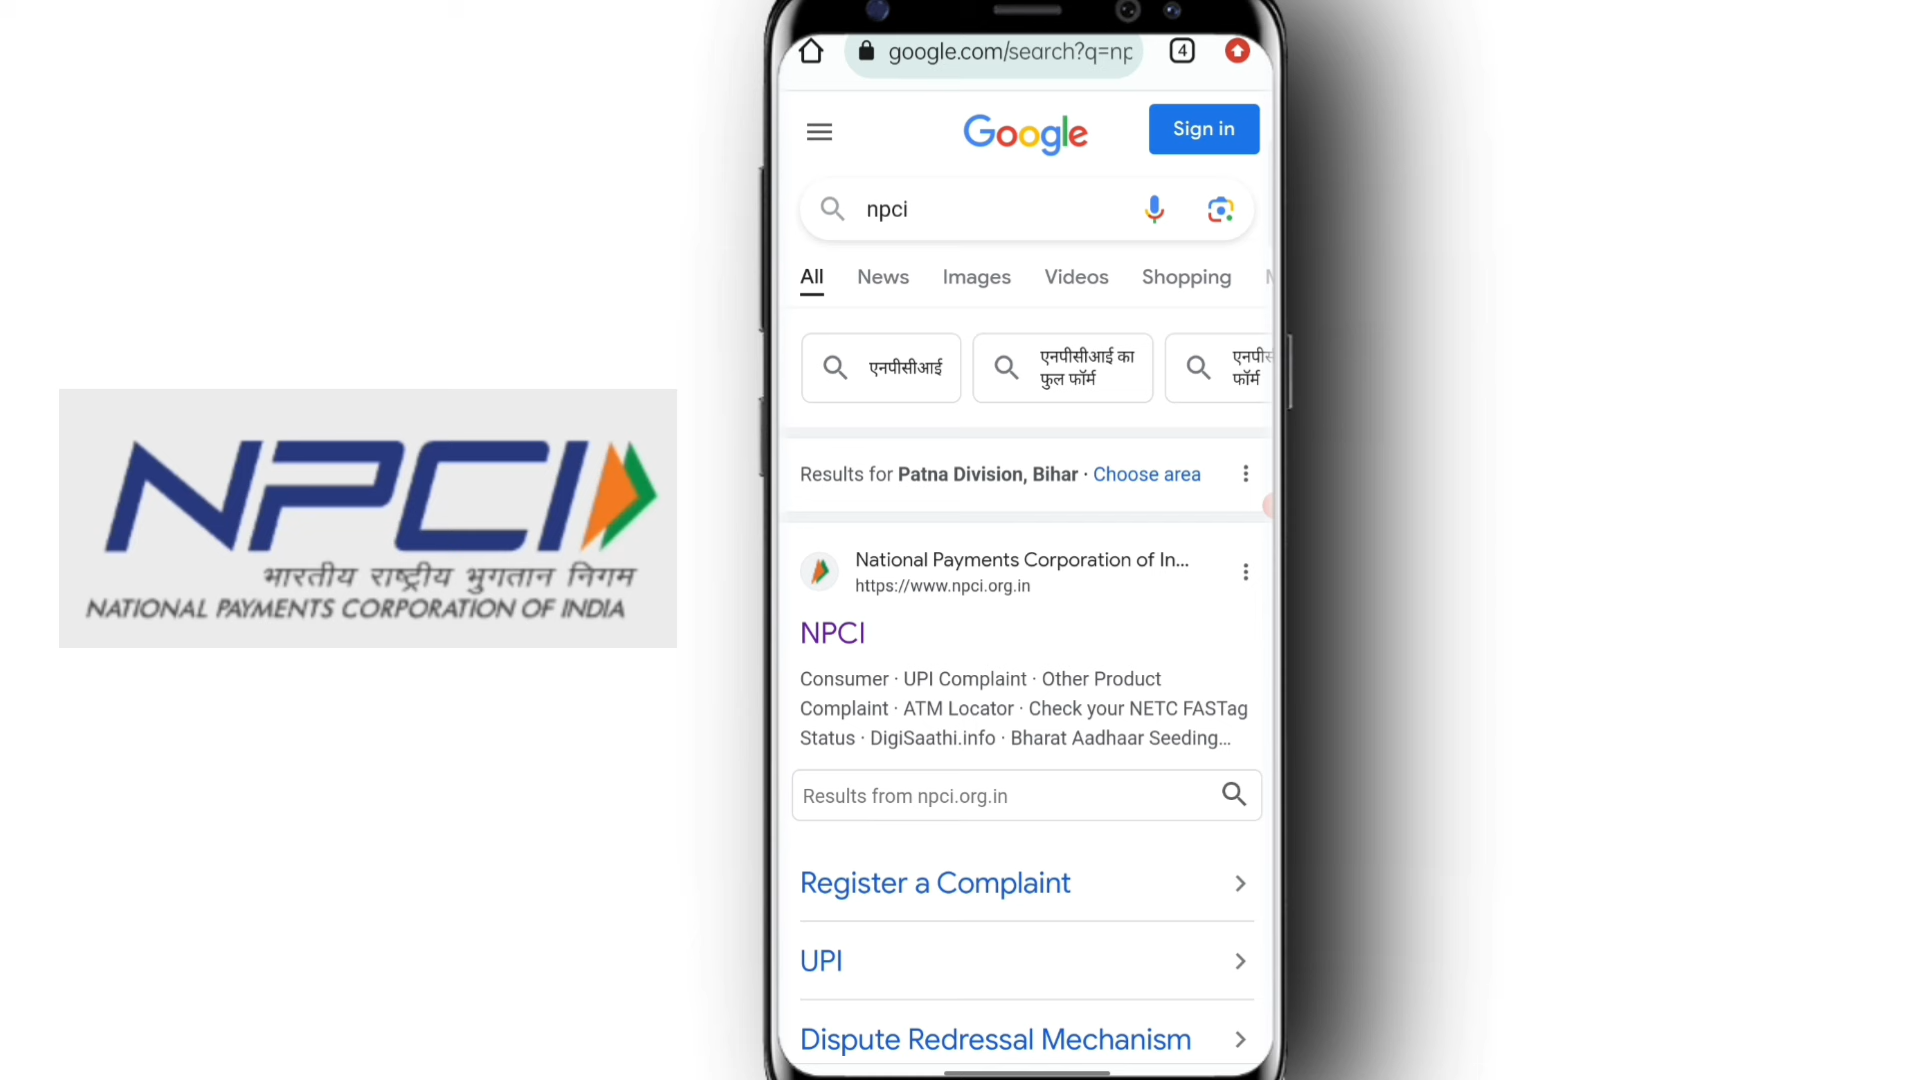 NPCI
भारतीय राष्ट्रीय भुगतान निगम
NATIONAL PAYMENTS CORPORATION OF INDIA
google.com/search?q=np
4
Google
Sign in
npci
All News Images Videos Shopping
एनपीसीआई
एनपीसीआई का
फुल फॉर्म
फॉर्म
Results for Patna Division, Bihar · Choose area
National Payments Corporation of In...
https://www.npci.org.in
NPCI
Consumer · UPI Complaint · Other Product
Complaint · ATM Locator · Check your NETC FASTag
Status · DigiSaathi.info · Bharat Aadhaar Seeding...
Results from npci.org.in
Register a Complaint
UPI
Dispute Redressal Mechanism